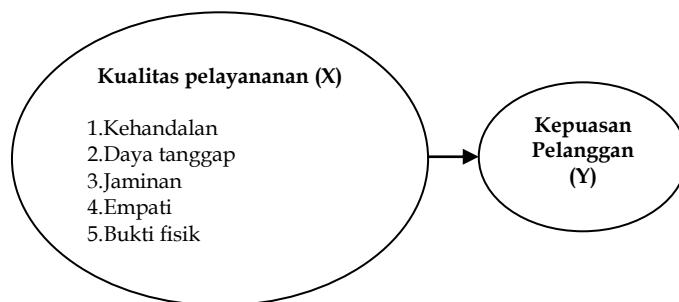 Kualitas pelayananan (X)
1.Kehandalan
2.Daya tanggap
3.Jaminan
4.Empati
5.Bukti fisik
Kepuasan
Pelanggan
(Y)